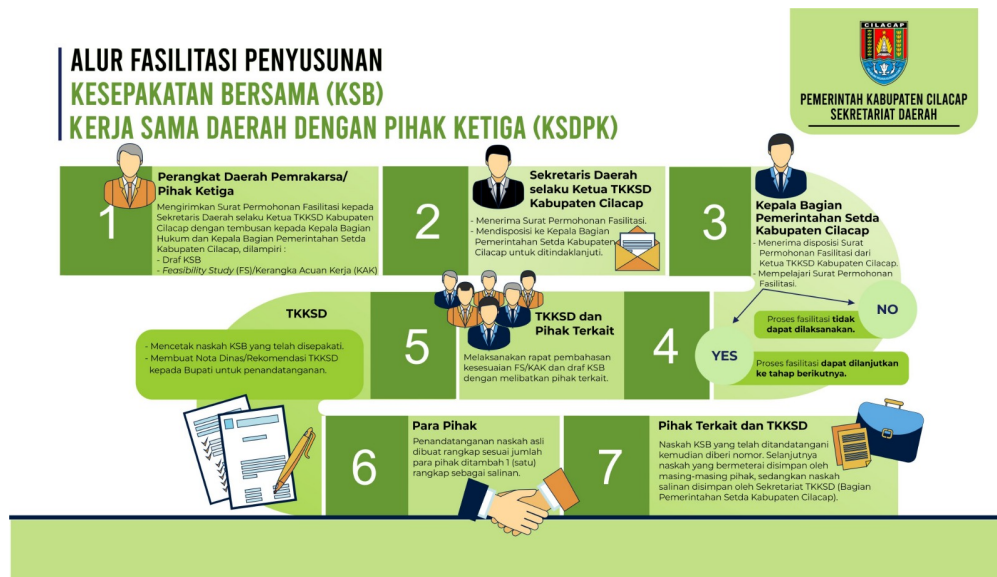 ALUR FASILITASI PENYUSUNAN
KESEPAKATAN BERSAMA (KSB)
KERJA SAMA DAERAH DENGAN PIHAK KETIGA (KSDPK)
CILACAP
PEMERINTAH KABUPATEN CILACAP
SEKRETARIAT DAERAH
1
Perangkat Daerah Pemrakarsa/
Pihak Ketiga
Mengirimkan Surat Permohonan Fasilitasi kepada
Sekretaris Daerah selaku Ketua TKKSD Kabupaten
Cilacap dengan tembusan kepada Kepala Bagian
Hukum dan Kepala Bagian Pemerintahan Setda
Kabupaten Cilacap, dilampiri :
- Draf KSB
- Feasibility Study (FS)/Kerangka Acuan Kerja (KAK)
2
Sekretaris Daerah
selaku Ketua TKKSD
Kabupaten Cilacap
- Menerima Surat Permohonan Fasilitasi.
- Mendisposisi ke Kepala Bagian
Pemerintahan Setda Kabupaten
Cilacap untuk ditindaklanjuti.
3
Kepala Bagian
Pemerintahan Setda
Kabupaten Cilacap
- Menerima disposisi Surat
Permohonan Fasilitasi dari
Ketua TKKSD Kabupaten Cilacap.
- Mempelajari Surat Permohonan
Fasilitasi.
NO
Proses fasilitasi tidak
dapat dilaksanakan.
YES
Proses fasilitasi dapat dilanjutkan
ke tahap berikutnya.
4
TKKSD dan
Pihak Terkait
Melaksanakan rapat pembahasan
kesesuaian FS/KAK dan draf KSB
dengan melibatkan pihak terkait.
5
TKKSD
- Mencetak naskah KSB yang telah disepakati.
- Membuat Nota Dinas/Rekomendasi TKKSD
kepada Bupati untuk penandatanganan.
6
Para Pihak
Penandatanganan naskah asli
dibuat rangkap sesuai jumlah
para pihak ditambah 1 (satu)
rangkap sebagai salinan.
7
Pihak Terkait dan TKKSD
Naskah KSB yang telah ditandatangani
kemudian diberi nomor. Selanjutnya
naskah yang bermeterai disimpan oleh
masing-masing pihak, sedangkan naskah
salinan disimpan oleh Sekretariat TKKSD (Bagian
Pemerintahan Setda Kabupaten Cilacap).